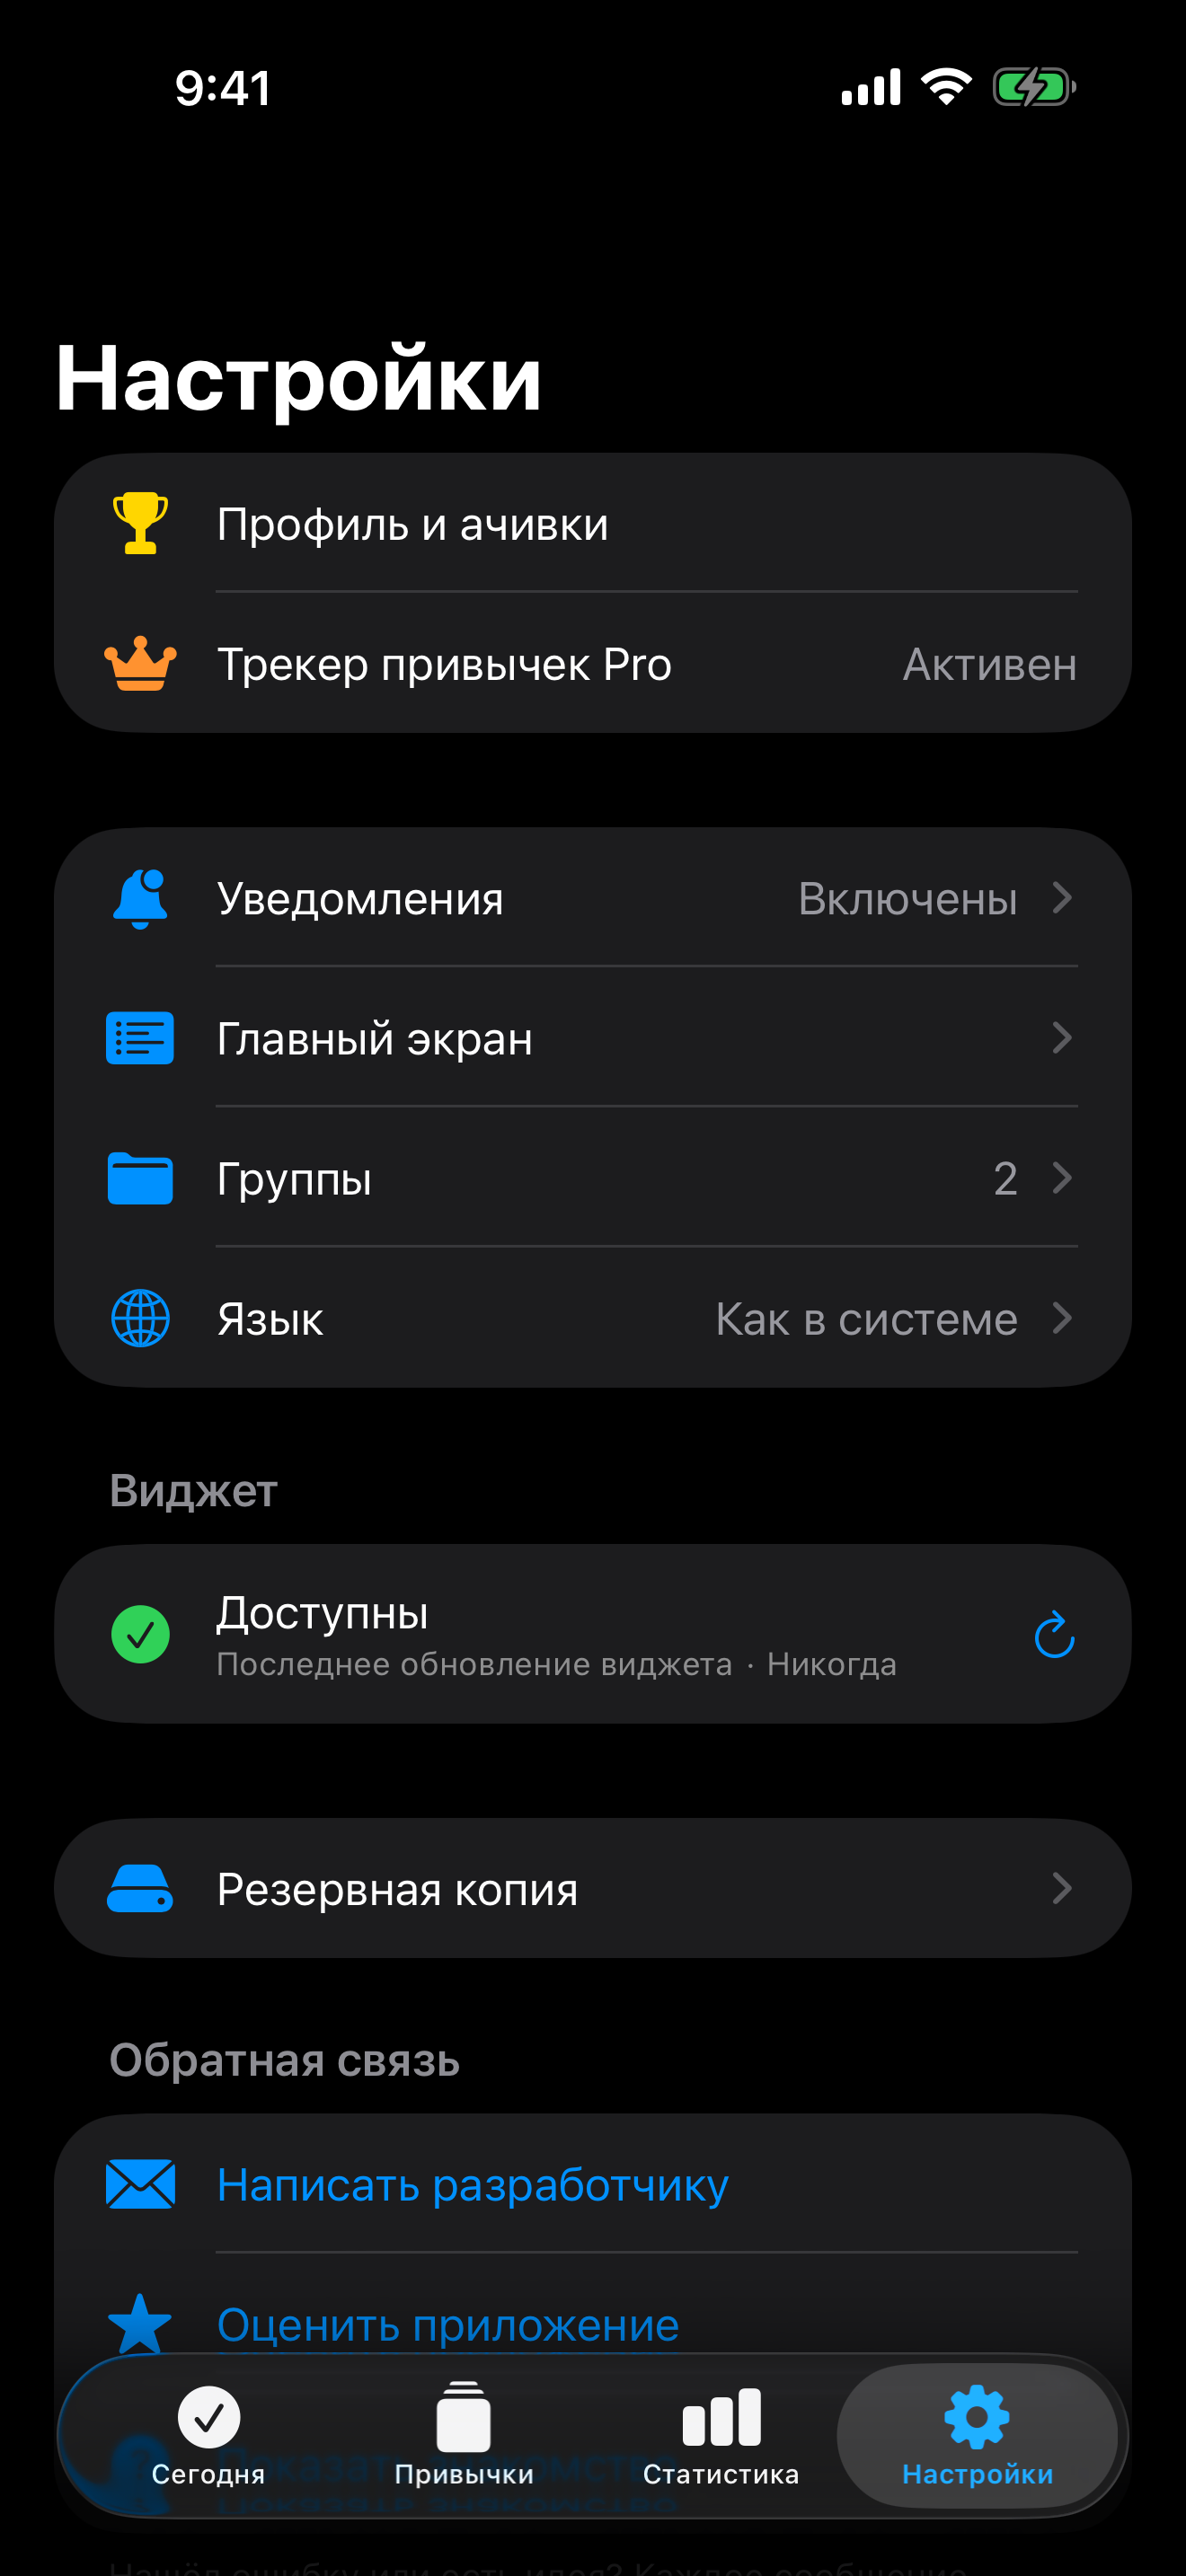 9:41
Настройки
Профиль и ачивки
Трекер привычек Pro Активен
Уведомления Включены
Главный экран
Группы 2
Язык Как в системе
Виджет
Доступны
Последнее обновление виджета · Никогда
Резервная копия
Обратная связь
Написать разработчику
Оценить приложение
Сегодня Привычки Статистика Настройки